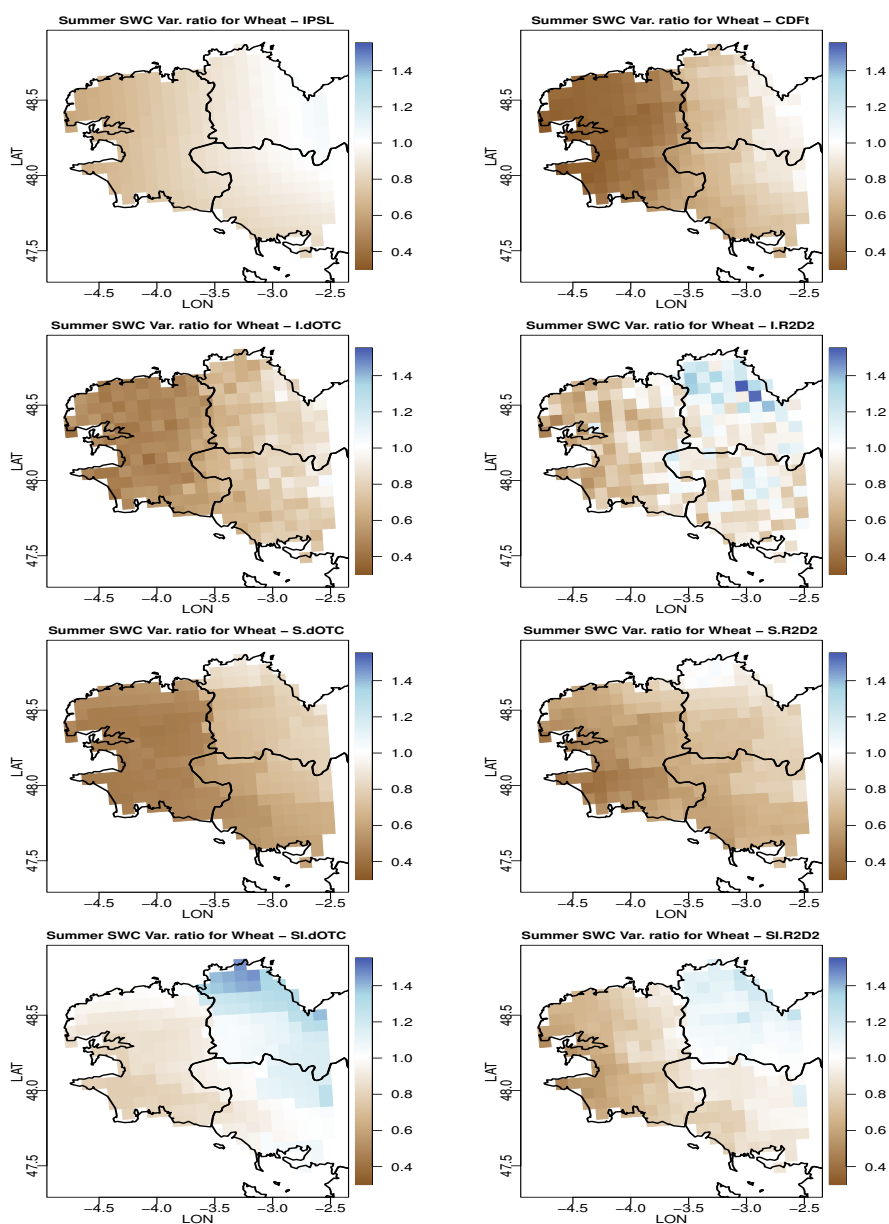 Summer SWC Var. ratio for Wheat − IPSL
LAT
48.5
48.0
47.5
−4.5 −4.0 −3.5 −3.0 −2.5
LON
1.4
1.2
1.0
0.8
0.6
0.4
Summer SWC Var. ratio for Wheat − CDFt
LAT
48.5
48.0
47.5
−4.5 −4.0 −3.5 −3.0 −2.5
LON
1.4
1.2
1.0
0.8
0.6
0.4
Summer SWC Var. ratio for Wheat − I.dOTC
LAT
48.5
48.0
47.5
−4.5 −4.0 −3.5 −3.0 −2.5
LON
1.4
1.2
1.0
0.8
0.6
0.4
Summer SWC Var. ratio for Wheat − I.R2D2
LAT
48.5
48.0
47.5
−4.5 −4.0 −3.5 −3.0 −2.5
LON
1.4
1.2
1.0
0.8
0.6
0.4
Summer SWC Var. ratio for Wheat − S.dOTC
LAT
48.5
48.0
47.5
−4.5 −4.0 −3.5 −3.0 −2.5
LON
1.4
1.2
1.0
0.8
0.6
0.4
Summer SWC Var. ratio for Wheat − S.R2D2
LAT
48.5
48.0
47.5
−4.5 −4.0 −3.5 −3.0 −2.5
LON
1.4
1.2
1.0
0.8
0.6
0.4
Summer SWC Var. ratio for Wheat − SI.dOTC
LAT
48.5
48.0
47.5
−4.5 −4.0 −3.5 −3.0 −2.5
LON
1.4
1.2
1.0
0.8
0.6
0.4
Summer SWC Var. ratio for Wheat − SI.R2D2
LAT
48.5
48.0
47.5
−4.5 −4.0 −3.5 −3.0 −2.5
LON
1.4
1.2
1.0
0.8
0.6
0.4